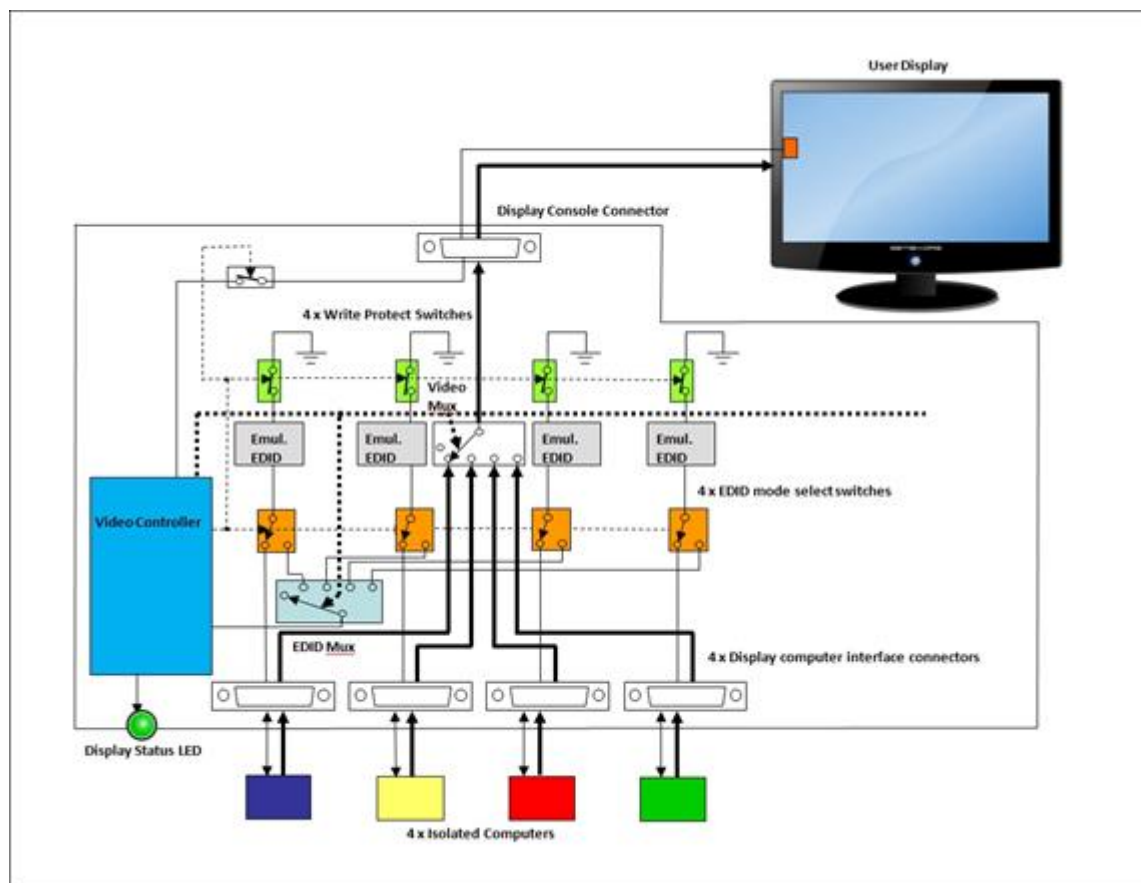 User Display
Display Console Connector
4 x Write Protect Switches
Video
Mux
Emul.
EDID
Emul.
EDID
Emul.
EDID
Emul.
EDID
4 x EDID mode select switches
Video Controller
EDID Mux
4 x Display computer interface connectors
Display Status LED
4 x Isolated Computers